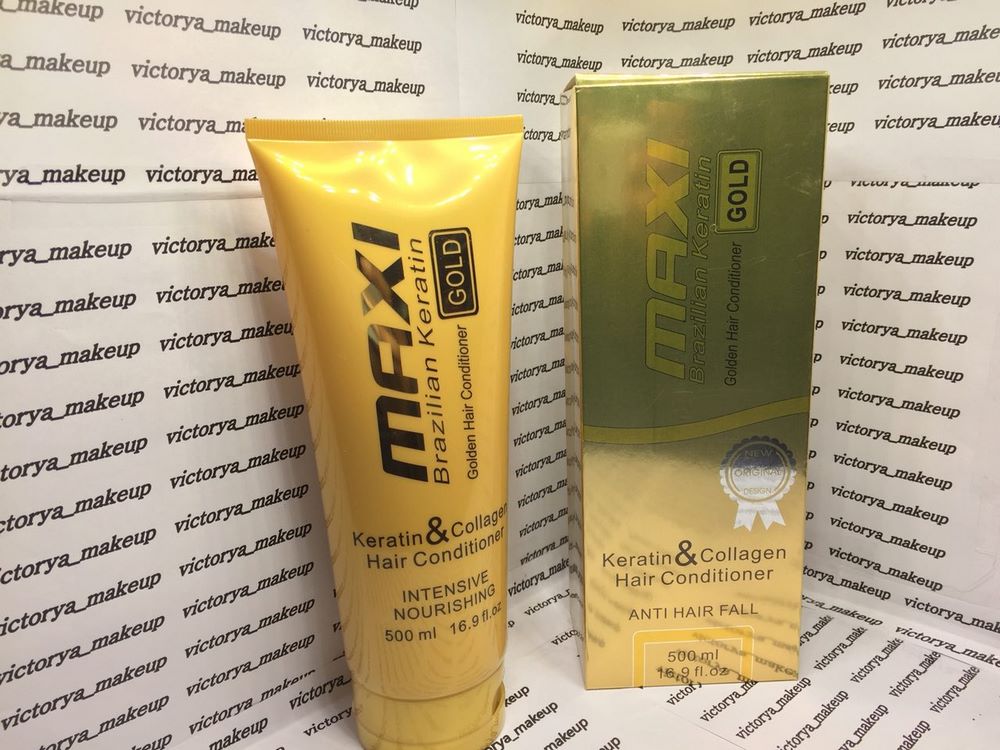 MAXI
Brazilian Keratin
GOLD
Golden Hair Conditioner
Keratin & Collagen
Hair Conditioner
INTENSIVE
NOURISHING
500 ml 16.9 fl.oz
MAXI
Brazilian Keratin
GOLD
Golden Hair Conditioner
NEW
ORIGINAL
DESIGN
Keratin & Collagen
Hair Conditioner
ANTI HAIR FALL
500 ml
16.9 fl.oz
victorya_makeup